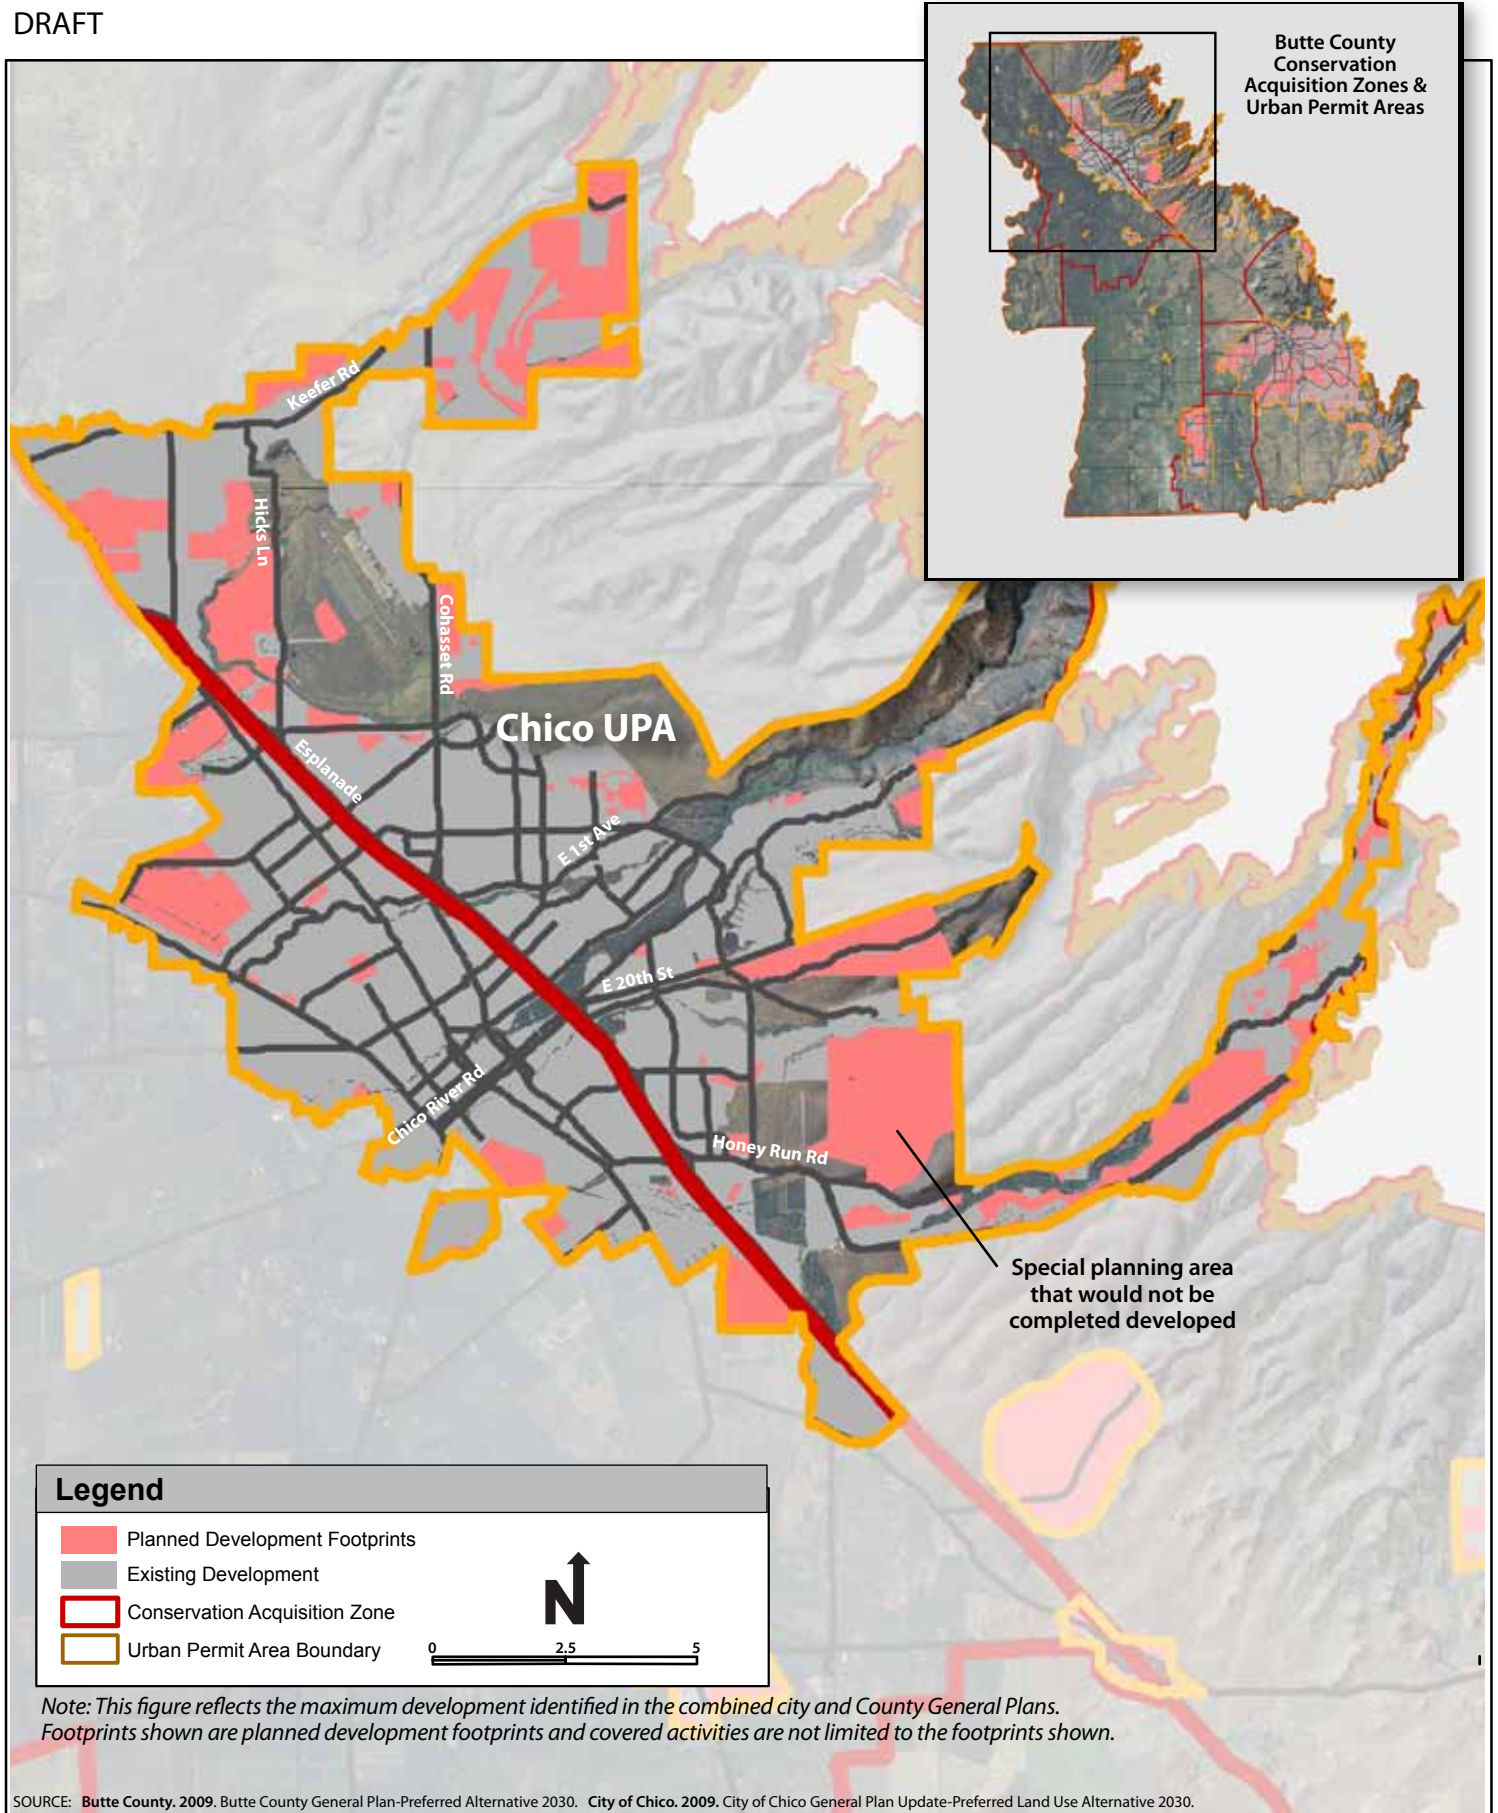 DRAFT
Butte County
Conservation
Acquisition Zones &
Urban Permit Areas
Keefer Rd
Hicks Ln
Cohasset Rd
Chico UPA
Esplanade
E 1st Ave
E 20th St
Chico River Rd
Honey Run Rd
Special planning area
that would not be
completed developed
Legend
Planned Development Footprints
Existing Development
Conservation Acquisition Zone
Urban Permit Area Boundary
N
0 2.5 5
Note: This figure reflects the maximum development identified in the combined city and County General Plans.
Footprints shown are planned development footprints and covered activities are not limited to the footprints shown.
SOURCE: Butte County. 2009. Butte County General Plan-Preferred Alternative 2030. City of Chico. 2009. City of Chico General Plan Update-Preferred Land Use Alternative 2030.